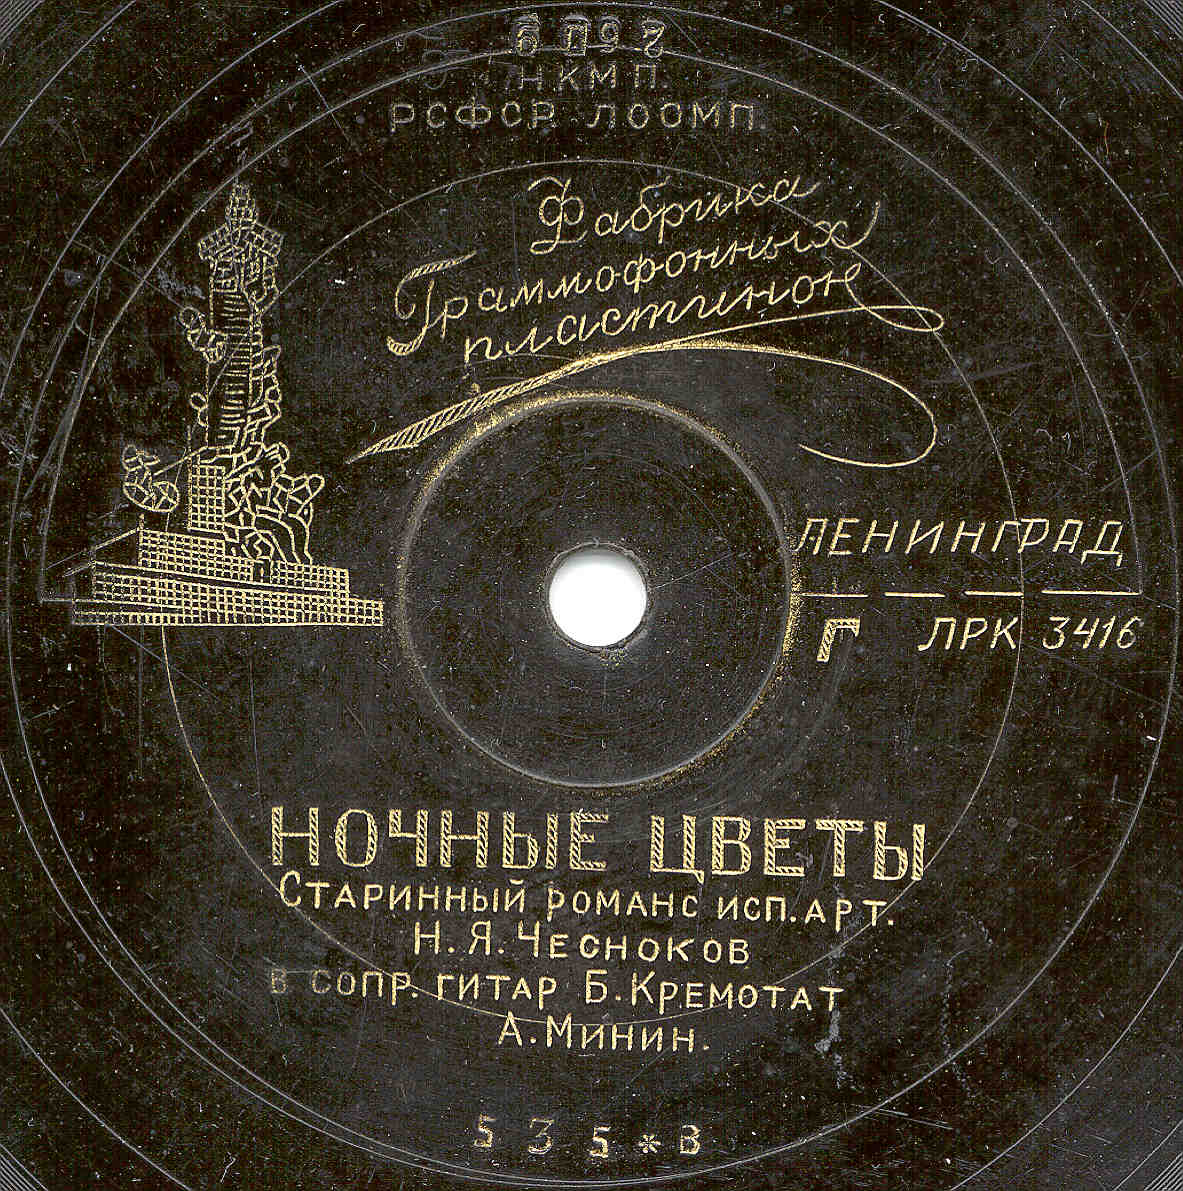 Н.К.М.П.
РСФСР. ЛООМП.
Фабрика
Граммофонных
пластинок
ЛЕНИНГРАД
Г ЛРК 3416
НОЧНЫЕ ЦВЕТЫ
СТАРИННЫЙ РОМАНС ИСП. АРТ.
Н. Я. ЧЕСНОКОВ
В СОПР. ГИТАР Б. КРЕМОТАТ
А. МИНИН.
535*В